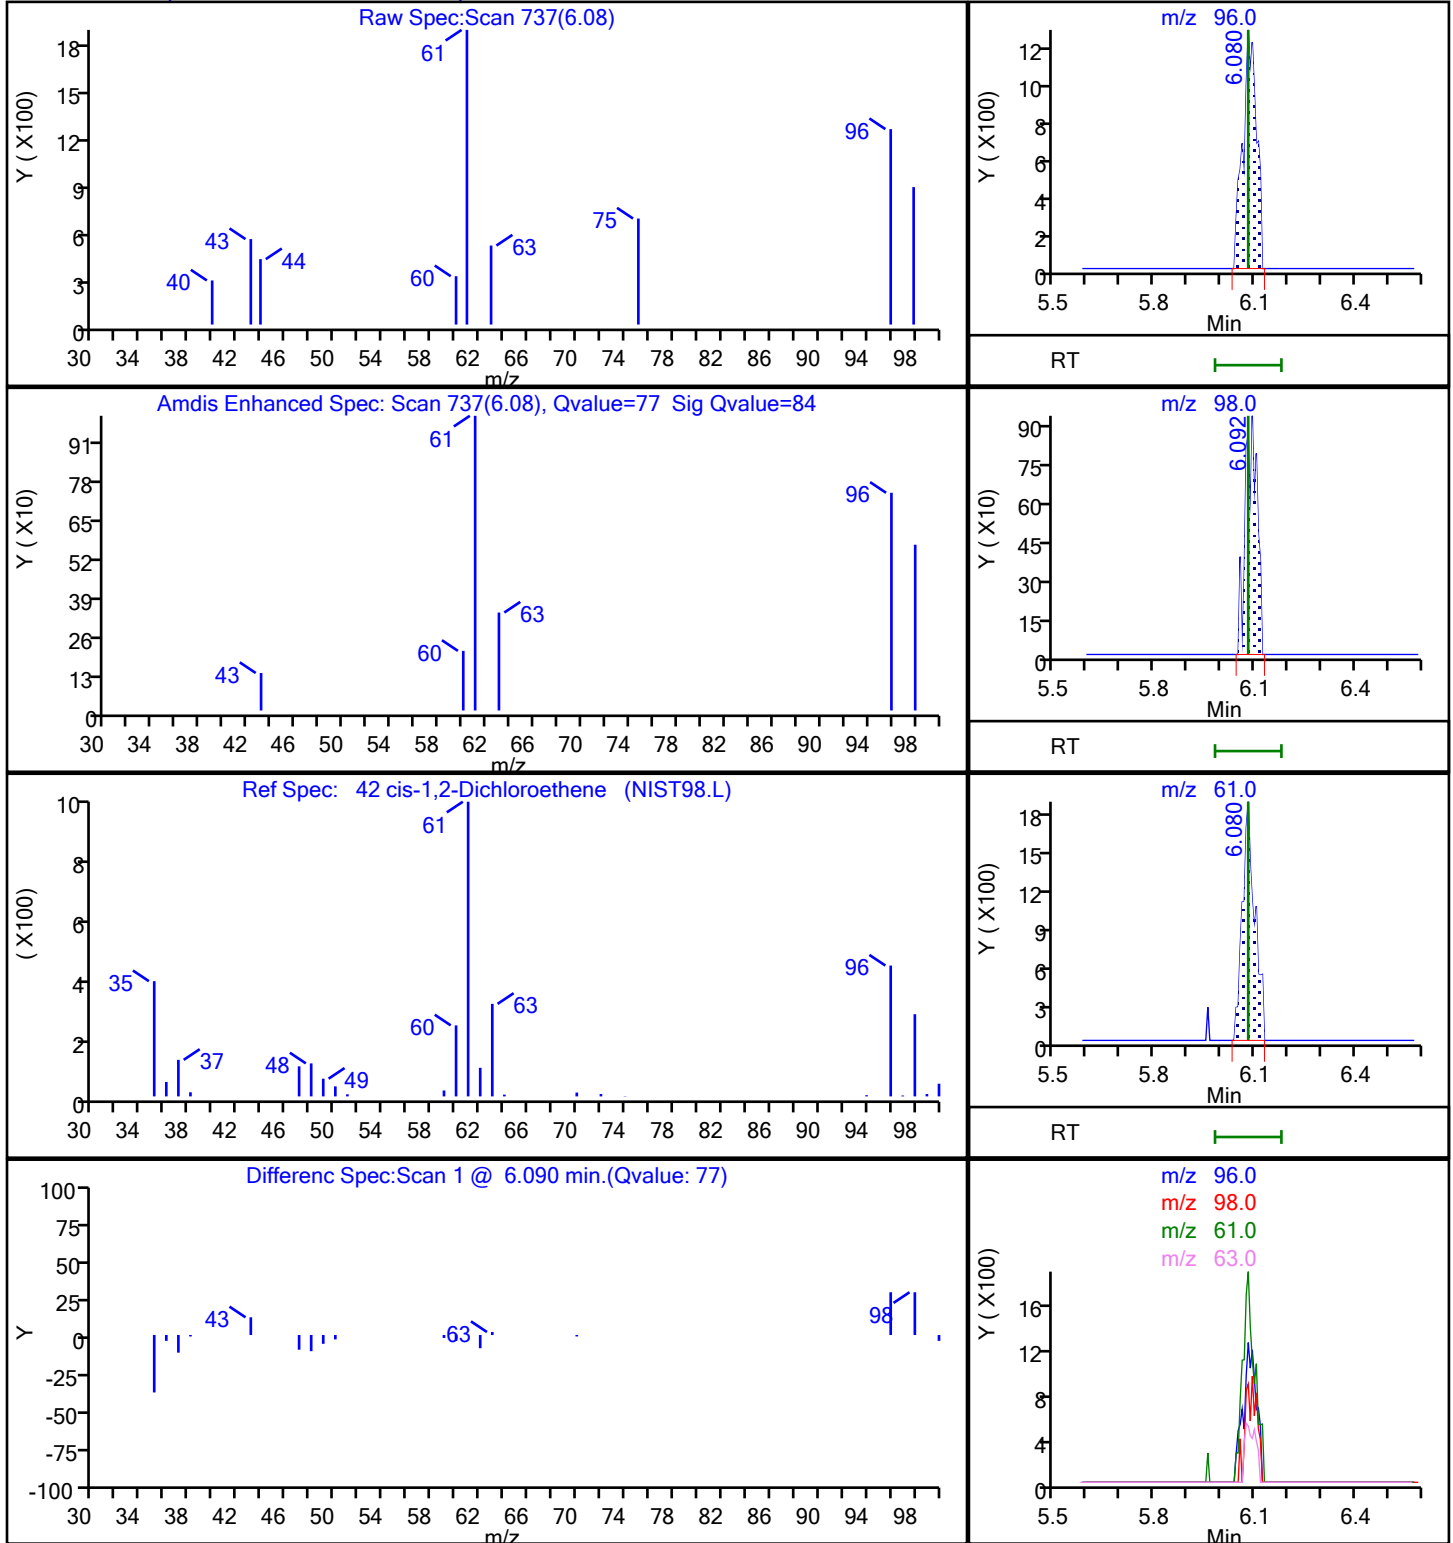 Raw Spec:Scan 737(6.08)
Y ( X100)
18
15
12
9
6
3
0
61
96
75
43
44
63
60
40
30 34 38 42 46 50 54 58 62 66 70 74 78 82 86 90 94 98
m/z
m/z 96.0
Y ( X100)
12
10
8
6
4
2
0
6.080
5.5 5.8 6.1 6.4
Min
RT
Amdis Enhanced Spec: Scan 737(6.08), Qvalue=77 Sig Qvalue=84
Y ( X10)
91
78
65
52
39
26
13
0
61
96
63
60
43
30 34 38 42 46 50 54 58 62 66 70 74 78 82 86 90 94 98
m/z
m/z 98.0
Y ( X10)
90
75
60
45
30
15
0
6.092
5.5 5.8 6.1 6.4
Min
RT
Ref Spec: 42 cis-1,2-Dichloroethene (NIST98.L)
( X100)
10
8
6
4
2
0
61
96
35
63
60
37
48
49
30 34 38 42 46 50 54 58 62 66 70 74 78 82 86 90 94 98
m/z 61.0
Y ( X100)
18
15
12
9
6
3
0
6.080
5.5 5.8 6.1 6.4
Min
RT
Differenc Spec:Scan 1 @ 6.090 min.(Qvalue: 77)
Y
100
75
50
25
0
-25
-50
-75
-100
43
63
98
30 34 38 42 46 50 54 58 62 66 70 74 78 82 86 90 94 98
m/z
m/z 96.0
m/z 98.0
m/z 61.0
m/z 63.0
Y ( X100)
16
12
8
4
0
5.5 5.8 6.1 6.4
Min